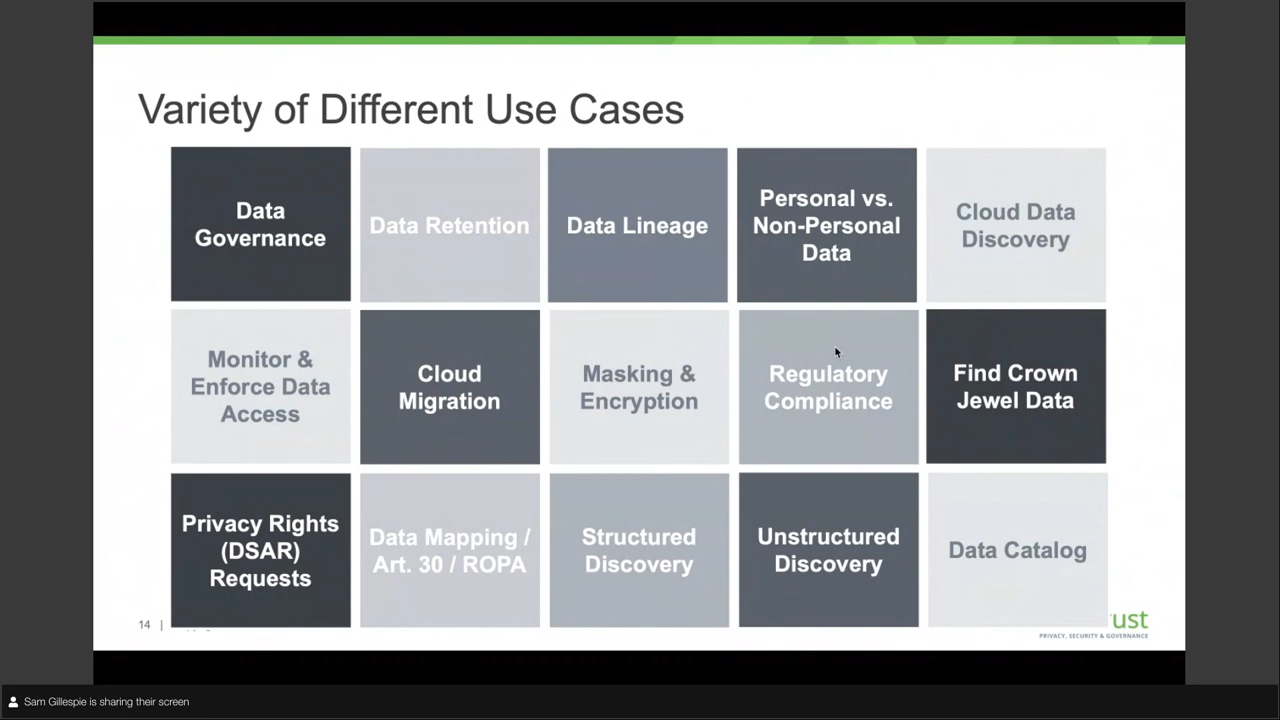 Variety of Different Use Cases
Data
Governance
Data Retention
Data Lineage
Personal vs.
Non-Personal
Data
Cloud Data
Discovery
Monitor &
Enforce Data
Access
Cloud
Migration
Masking &
Encryption
Regulatory
Compliance
Find Crown
Jewel Data
Privacy Rights
(DSAR)
Requests
Data Mapping /
Art. 30 / ROPA
Structured
Discovery
Unstructured
Discovery
Data Catalog
14 |
ust
PRIVACY, SECURITY & GOVERNANCE
Sam Gillespie is sharing their screen